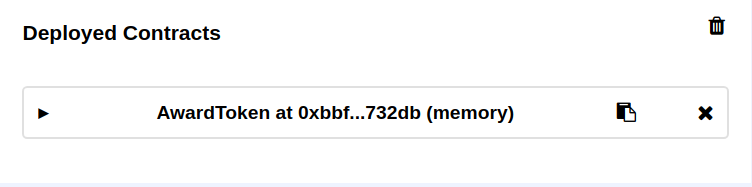 Deployed Contracts
AwardToken at 0xbbf...732db (memory)